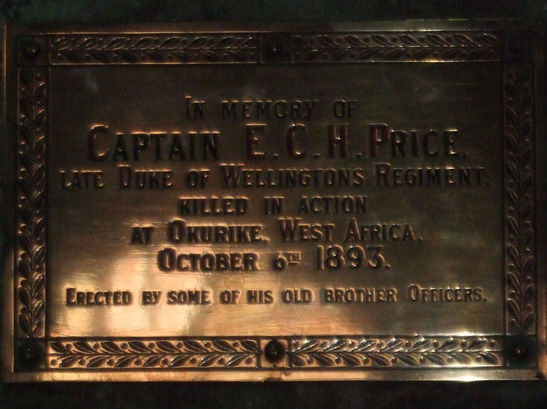 IN MEMORY OF
CAPTAIN E.C.H. PRICE,
LATE DUKE OF WELLINGTON'S REGIMENT,
KILLED IN ACTION
AT OKURIKE, WEST AFRICA,
OCTOBER 6TH 1893.
ERECTED BY SOME OF HIS OLD BROTHER OFFICERS.